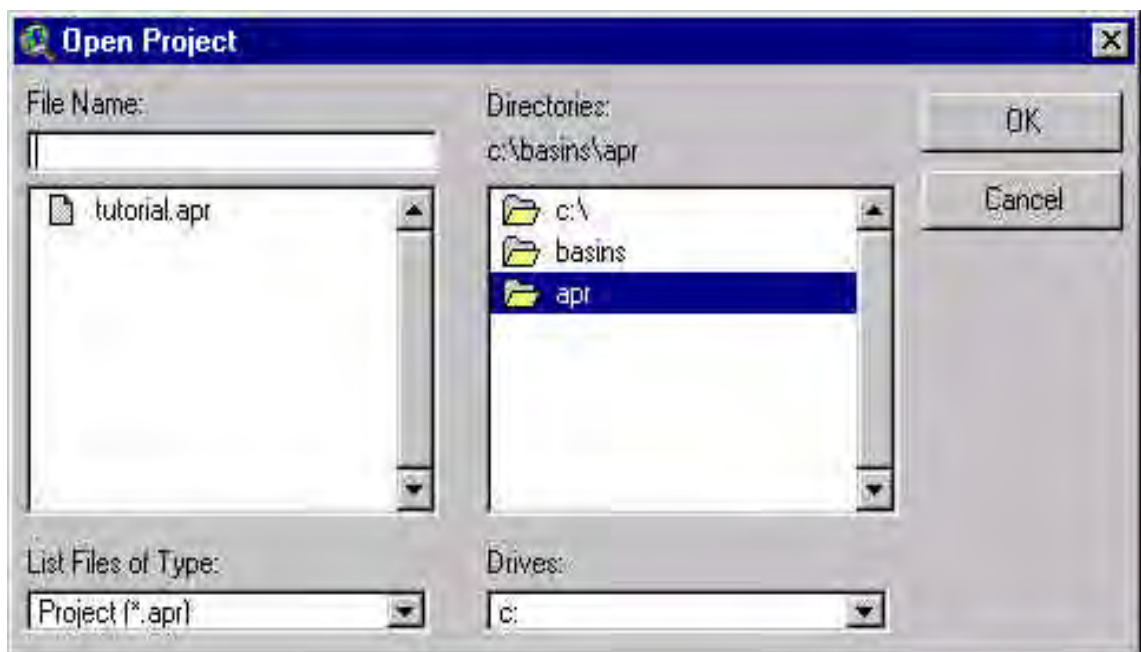 Open Project
File Name:
tutorial.apr
List Files of Type:
Project (*.apr)
Directories:
c:\basins\apr
c:\
basins
apr
Drives:
c:
OK
Cancel